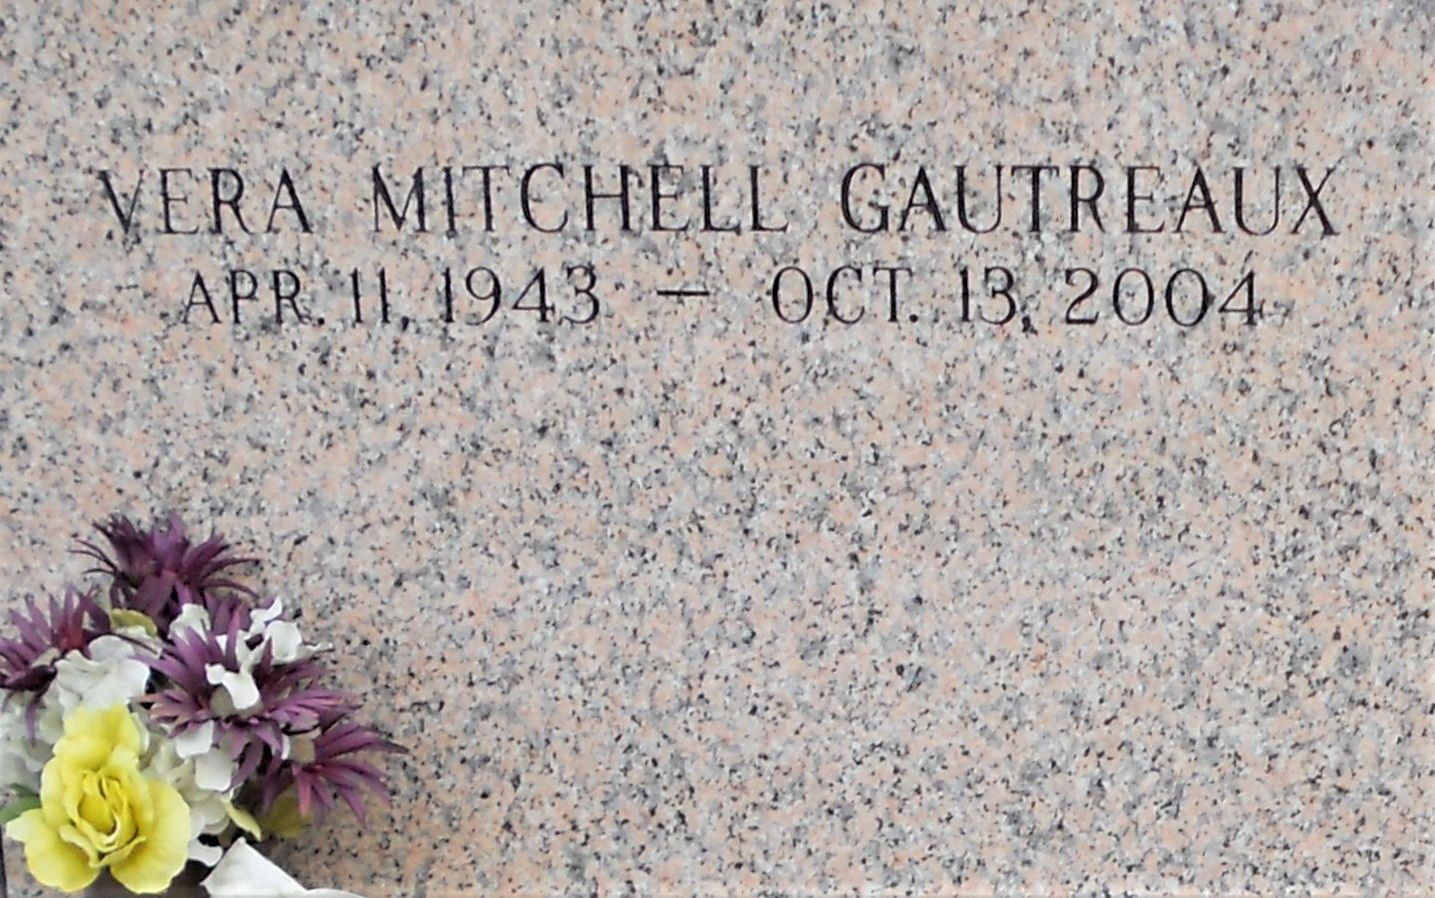 VERA MITCHELL GAUTREAUX
APR. 11, 1943 — OCT. 13, 2004